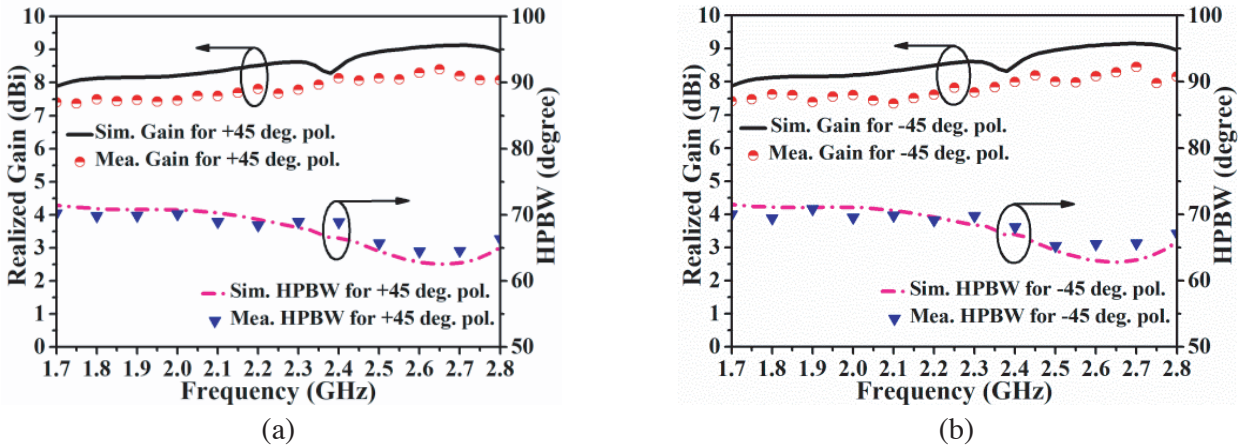 10
9
8
7
6
5
4
3
2
1
0
Realized Gain (dBi)
100
90
80
70
60
50
HPBW (degree)
Sim. Gain for +45 deg. pol.
Mea. Gain for +45 deg. pol.
Sim. HPBW for +45 deg. pol.
Mea. HPBW for +45 deg. pol.
1.7 1.8 1.9 2.0 2.1 2.2 2.3 2.4 2.5 2.6 2.7 2.8
Frequency (GHz)
(a)
10
9
8
7
6
5
4
3
2
1
0
Realized Gain (dBi)
100
90
80
70
60
50
HPBW (degree)
Sim. Gain for -45 deg. pol.
Mea. Gain for -45 deg. pol.
Sim. HPBW for -45 deg. pol.
Mea. HPBW for -45 deg. pol.
1.7 1.8 1.9 2.0 2.1 2.2 2.3 2.4 2.5 2.6 2.7 2.8
Frequency (GHz)
(b)